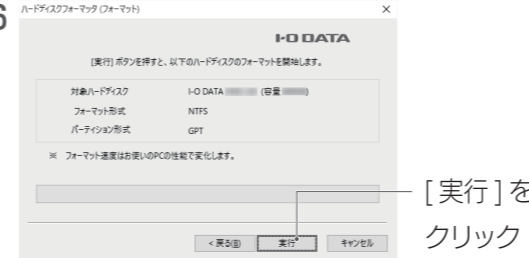 6
ハードディスクフォーマッタ (フォーマット)
I-O DATA
[実行] ボタンを押すと、以下のハードディスクのフォーマットを開始します。
対象ハードディスク I-O DATA (容量 )
フォーマット形式 NTFS
パーティション形式 GPT
※ フォーマット速度はお使いのPCの性能で変化します。
[ 実行 ] を
クリック
< 戻る(B) 実行 キャンセル